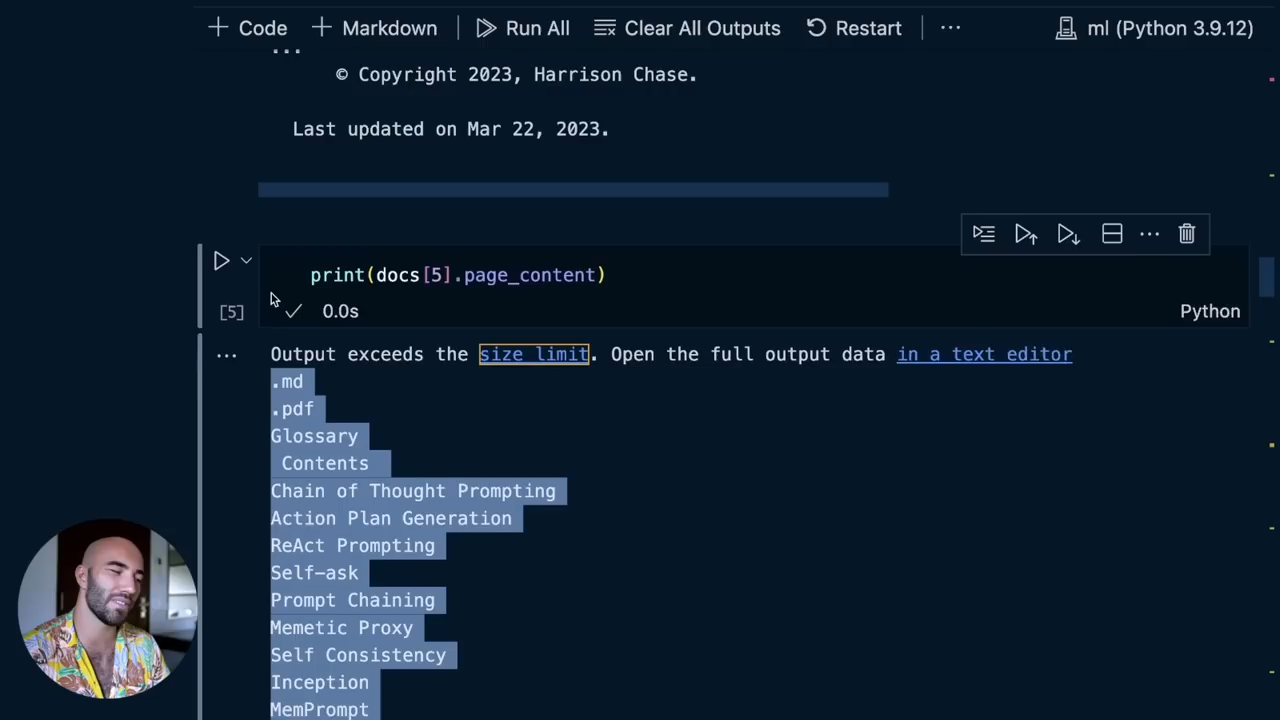 Code
Markdown
Run All
Clear All Outputs
Restart
...
ml (Python 3.9.12)
...
© Copyright 2023, Harrison Chase.
Last updated on Mar 22, 2023.
print(docs[5].page_content)
[5]
0.0s
Python
...
Output exceeds the size limit. Open the full output data in a text editor
.md
.pdf
Glossary
Contents
Chain of Thought Prompting
Action Plan Generation
ReAct Prompting
Self-ask
Prompt Chaining
Memetic Proxy
Self Consistency
Inception
MemPrompt